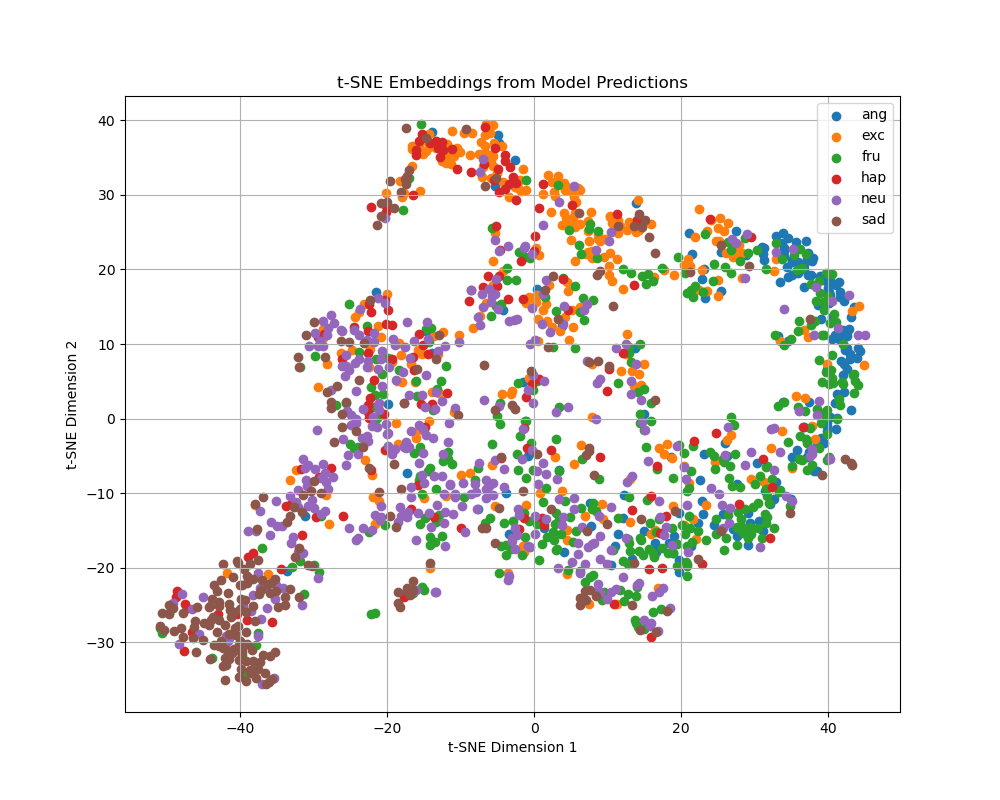 t-SNE Embeddings from Model Predictions
ang
exc
fru
hap
neu
sad
40
30
20
10
0
−10
−20
−30
t-SNE Dimension 2
−40
−20
0
20
40
t-SNE Dimension 1